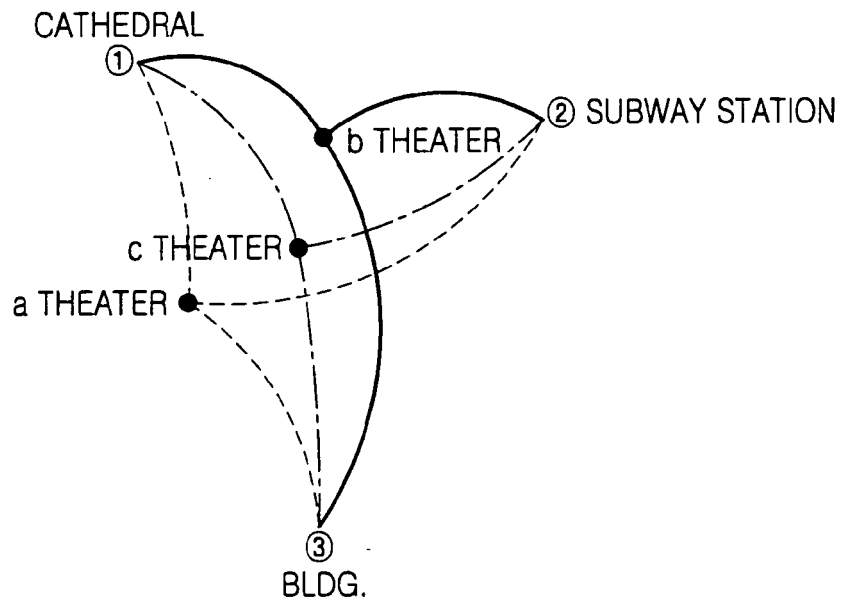 CATHEDRAL
①
② SUBWAY STATION
b THEATER
c THEATER
a THEATER
③
BLDG.